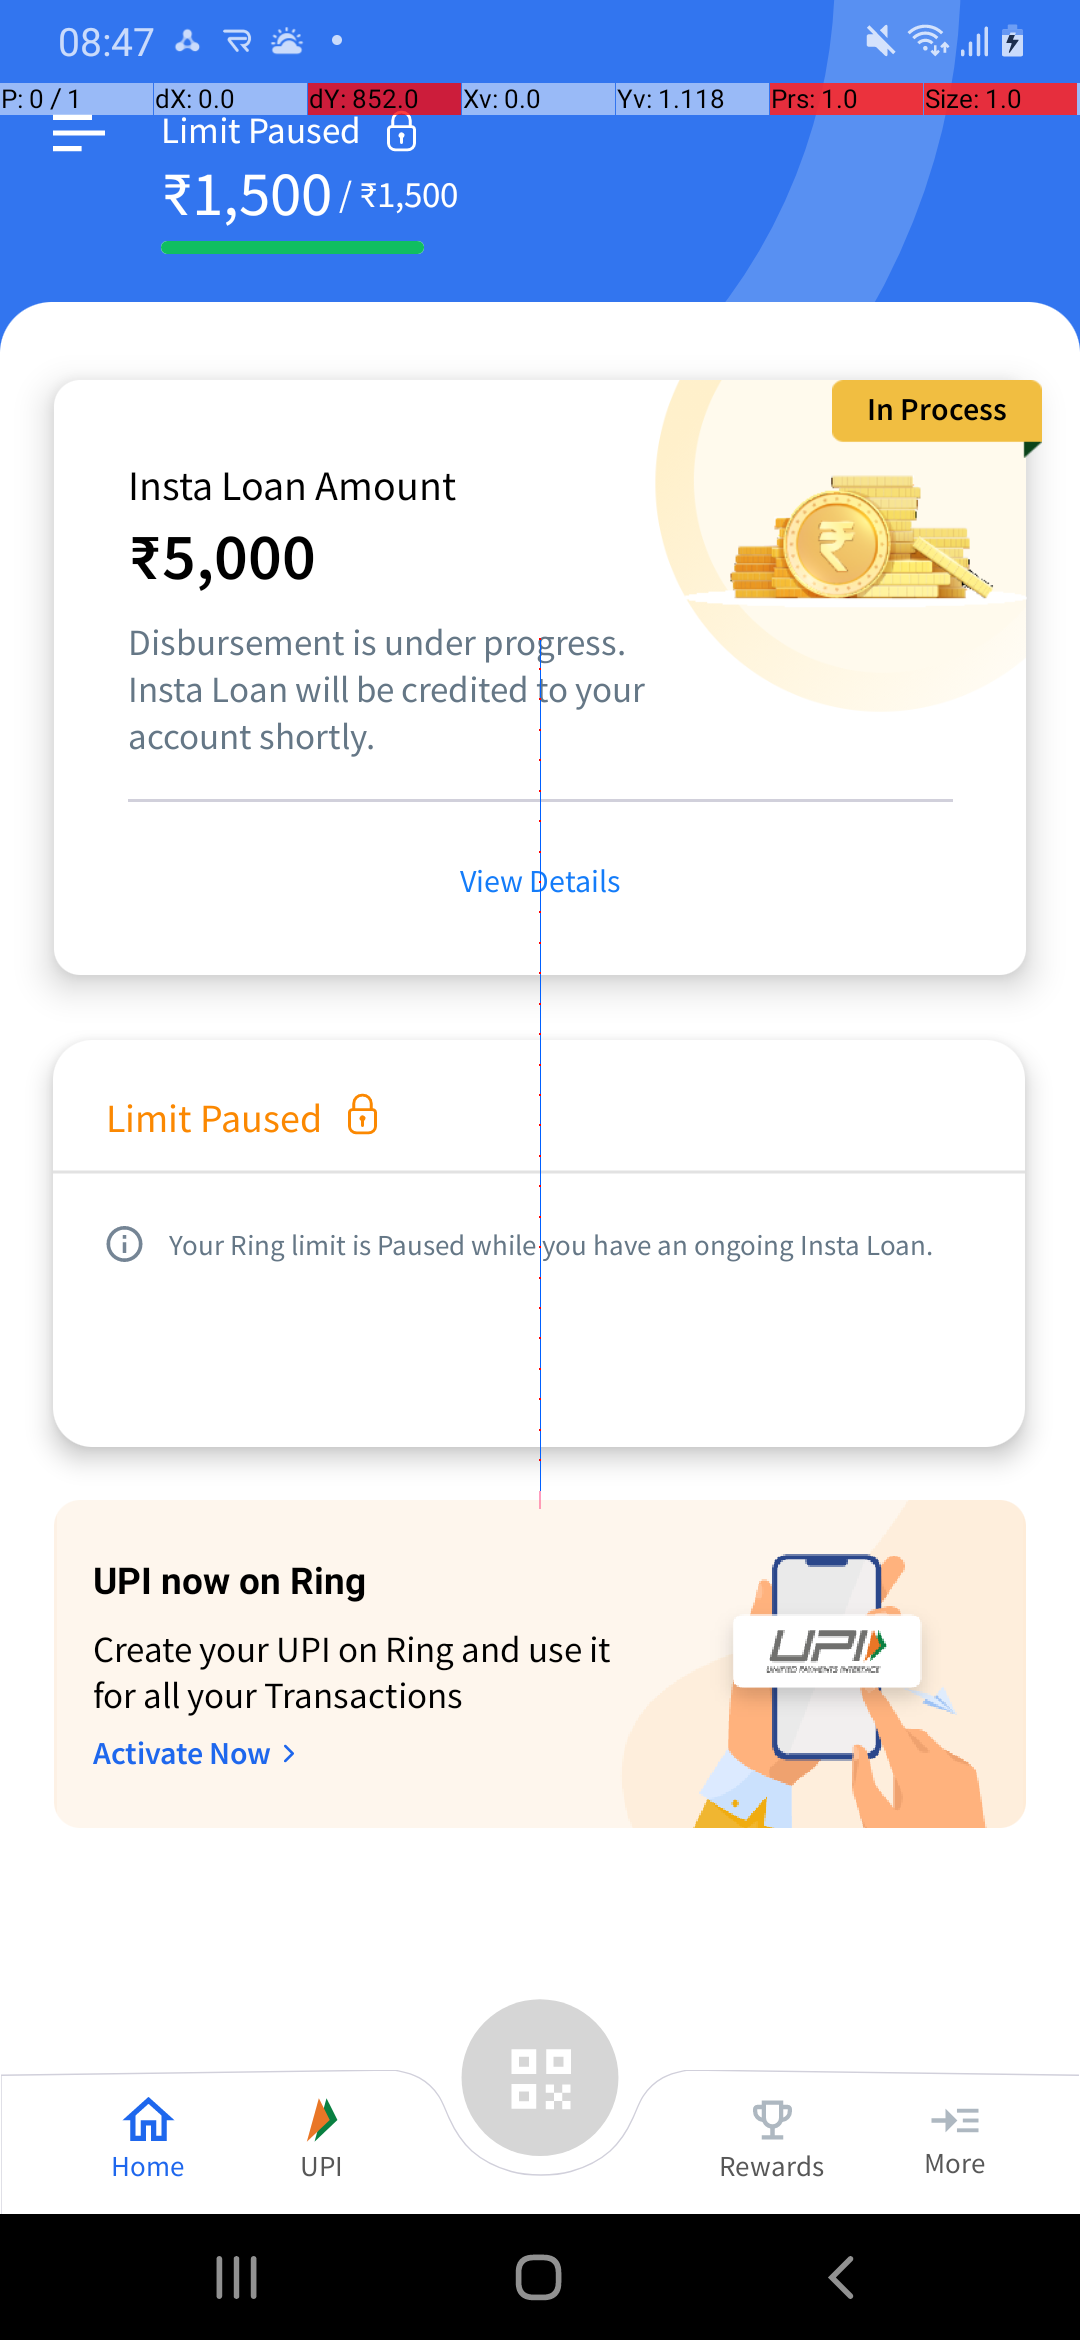 08:47
P: 0 / 1
dX: 0.0
dY: 852.0
Xv: 0.0
Yv: 1.118
Prs: 1.0
Size: 1.0
Limit Paused
₹1,500 / ₹1,500
In Process
Insta Loan Amount
₹5,000
Disbursement is under progress.
Insta Loan will be credited to your
account shortly.
View Details
Limit Paused
Your Ring limit is Paused while you have an ongoing Insta Loan.
UPI now on Ring
Create your UPI on Ring and use it
for all your Transactions
Activate Now
UPI
UNIFIED PAYMENTS INTERFACE
Home
UPI
Rewards
More